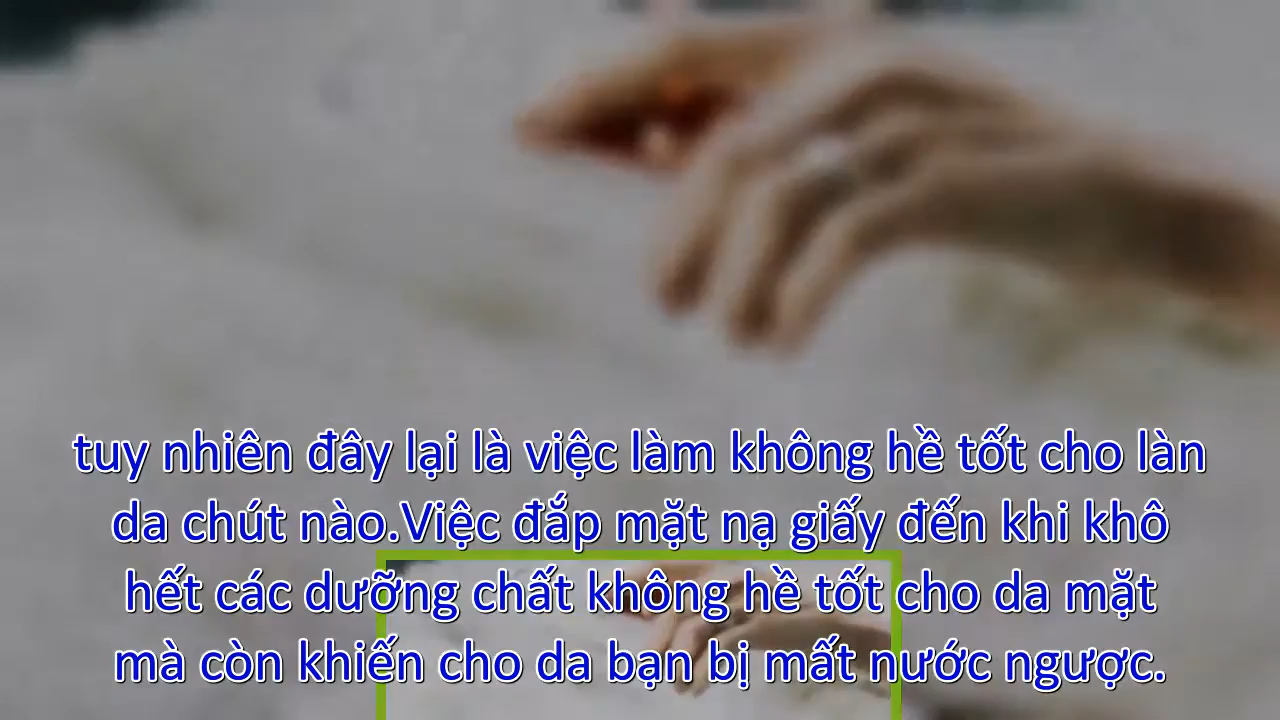 tuy nhiên đây lại là việc làm không hề tốt cho làn
da chút nào.Việc đắp mặt nạ giấy đến khi khô
hết các dưỡng chất không hề tốt cho da mặt
mà còn khiến cho da bạn bị mất nước ngược.